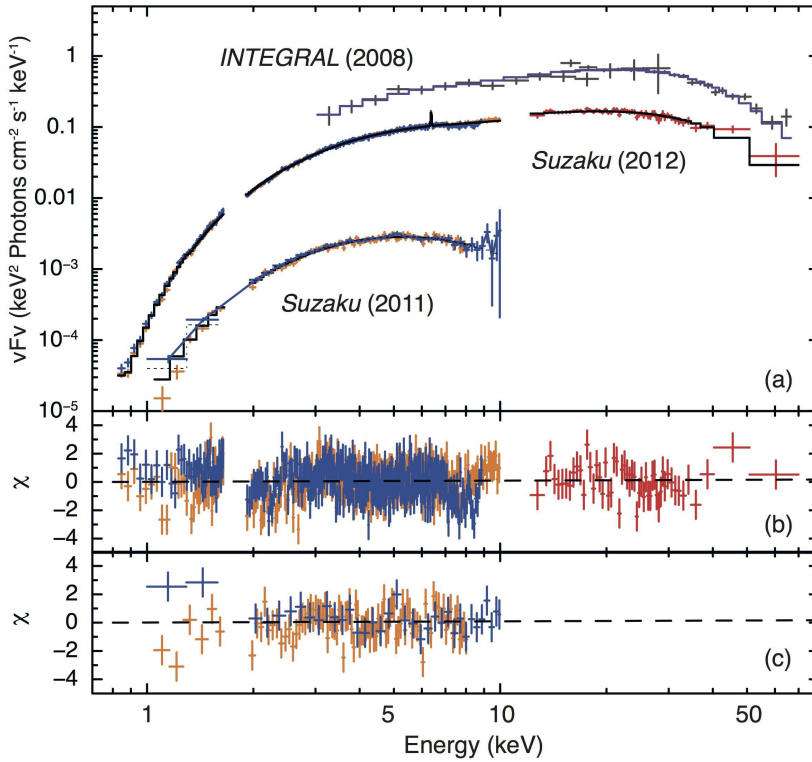 νFν (keV² Photons cm⁻² s⁻¹ keV⁻¹)
1
0.1
0.01
10⁻³
10⁻⁴
10⁻⁵
INTEGRAL (2008)
Suzaku (2012)
Suzaku (2011)
(a)
χ
4
2
0
−2
−4
(b)
χ
4
2
0
−2
−4
(c)
1
5
10
50
Energy (keV)